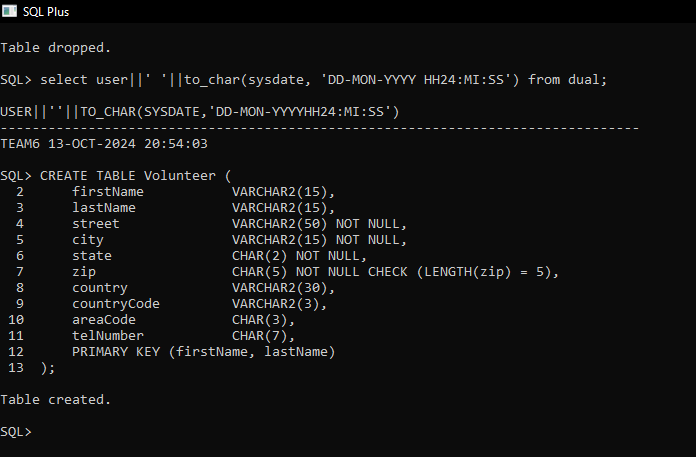 SQL Plus
Table dropped.
SQL> select user||' '||to_char(sysdate, 'DD-MON-YYYY HH24:MI:SS') from dual;
USER||''||TO_CHAR(SYSDATE,'DD-MON-YYYYHH24:MI:SS')
--------------------------------------------------------------------------------
TEAM6 13-OCT-2024 20:54:03
SQL> CREATE TABLE Volunteer (
  2      firstName           VARCHAR2(15),
  3      lastName            VARCHAR2(15),
  4      street              VARCHAR2(50) NOT NULL,
  5      city                VARCHAR2(15) NOT NULL,
  6      state               CHAR(2) NOT NULL,
  7      zip                 CHAR(5) NOT NULL CHECK (LENGTH(zip) = 5),
  8      country             VARCHAR2(30),
  9      countryCode         VARCHAR2(3),
 10      areaCode            CHAR(3),
 11      telNumber           CHAR(7),
 12      PRIMARY KEY (firstName, lastName)
 13  );
Table created.
SQL>